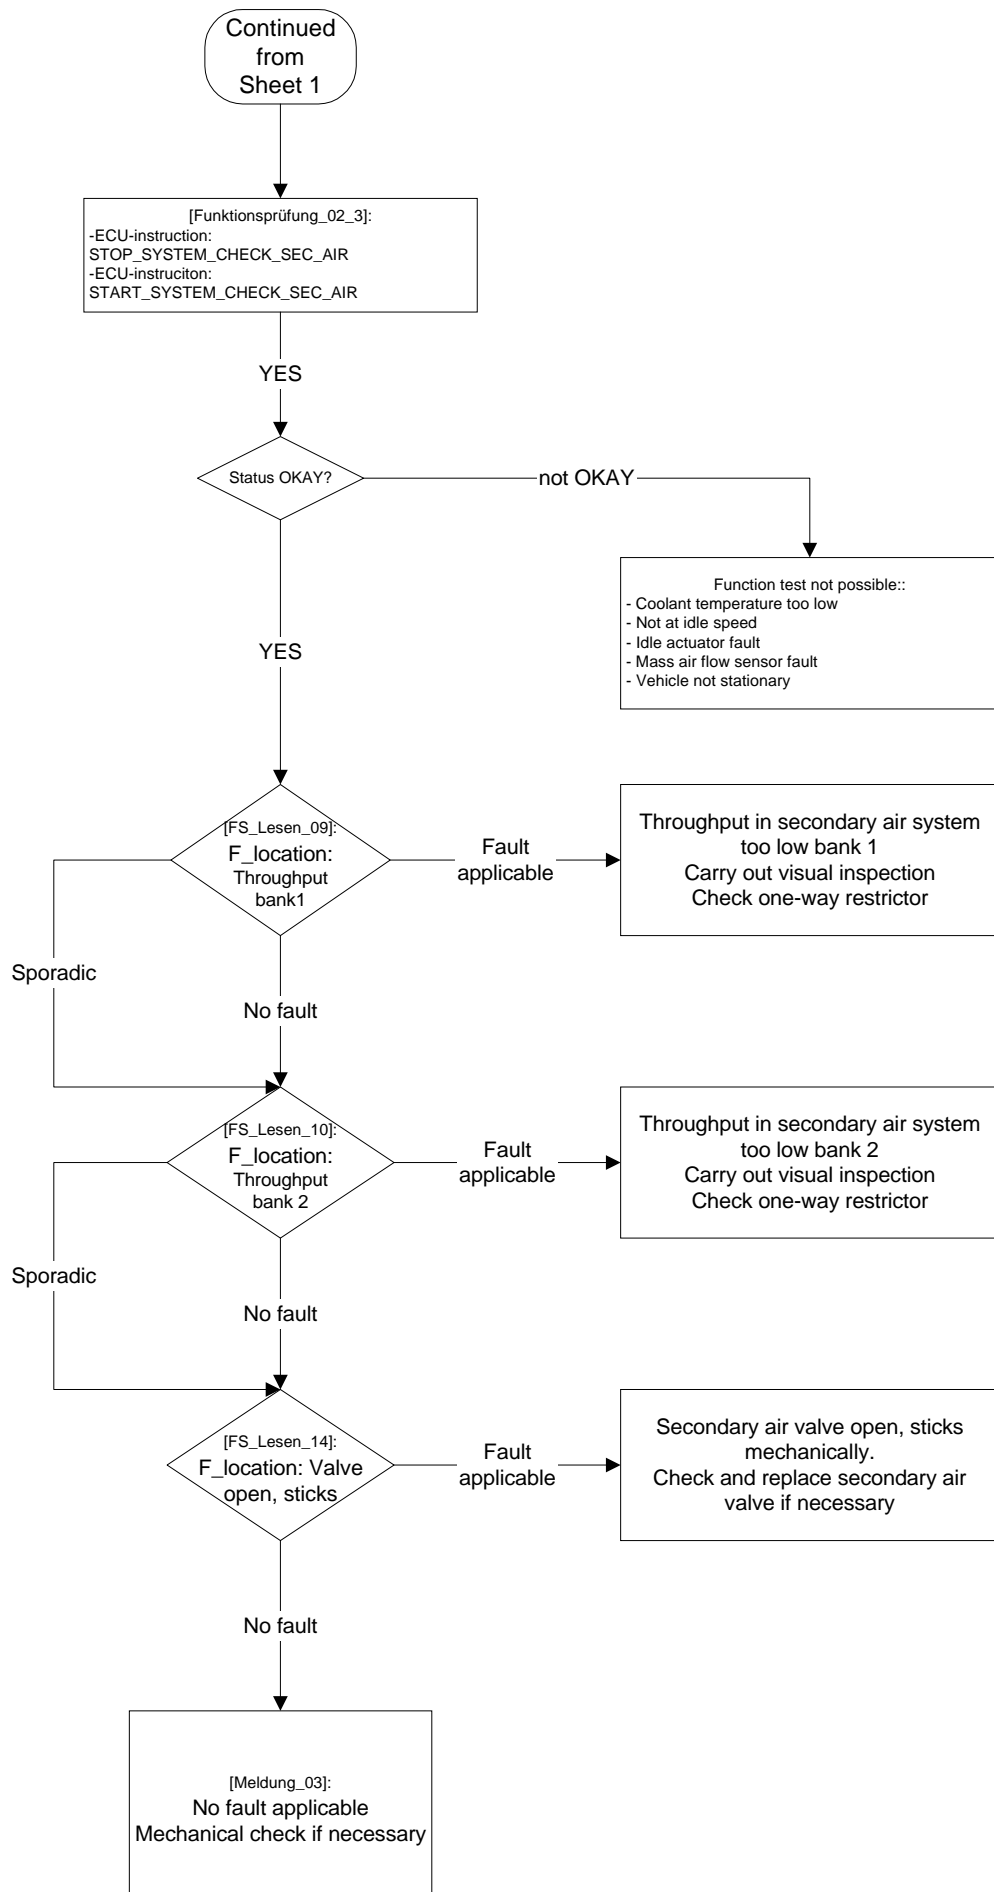 Continued
from
Sheet 1
[Funktionsprüfung_02_3]:
-ECU-instruction:
STOP_SYSTEM_CHECK_SEC_AIR
-ECU-instruciton:
START_SYSTEM_CHECK_SEC_AIR
YES
Status OKAY?
not OKAY
Function test not possible::
- Coolant temperature too low
- Not at idle speed
- Idle actuator fault
- Mass air flow sensor fault
- Vehicle not stationary
YES
[FS_Lesen_09]:
F_location:
Throughput
bank1
Fault
applicable
Throughput in secondary air system
too low bank 1
Carry out visual inspection
Check one-way restrictor
Sporadic
No fault
[FS_Lesen_10]:
F_location:
Throughput
bank 2
Fault
applicable
Throughput in secondary air system
too low bank 2
Carry out visual inspection
Check one-way restrictor
Sporadic
No fault
[FS_Lesen_14]:
F_location: Valve
open, sticks
Fault
applicable
Secondary air valve open, sticks
mechanically.
Check and replace secondary air
valve if necessary
No fault
[Meldung_03]:
No fault applicable
Mechanical check if necessary